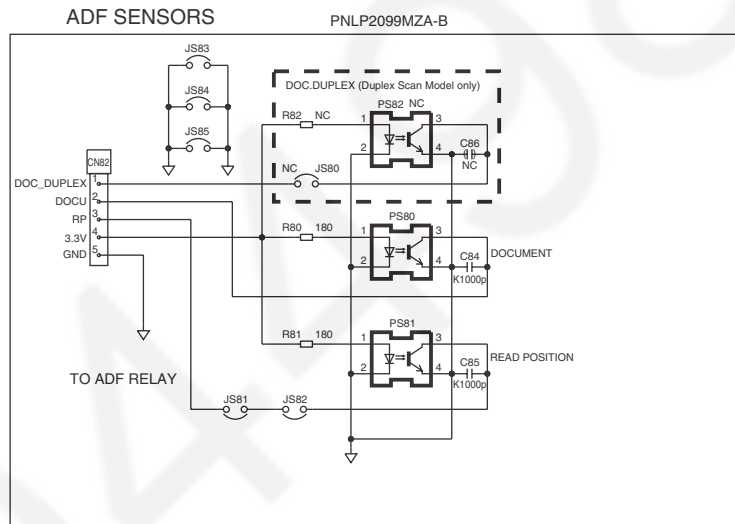 ADF SENSORS PNLP2099MZA-B
JS83
DOC.DUPLEX (Duplex Scan Model only)
JS84
PS82 NC
R82 NC 1 3
JS85
C86
2 4
NC
CN82
NC JS80
DOC_DUPLEX 1
DOCU 2
RP 3
3.3V 4
GND 5
PS80
R80 180 1 3
DOCUMENT
C84
2 4
K1000p
PS81
R81 180 1 3
READ POSITION
C85
2 4
K1000p
TO ADF RELAY
JS81 JS82